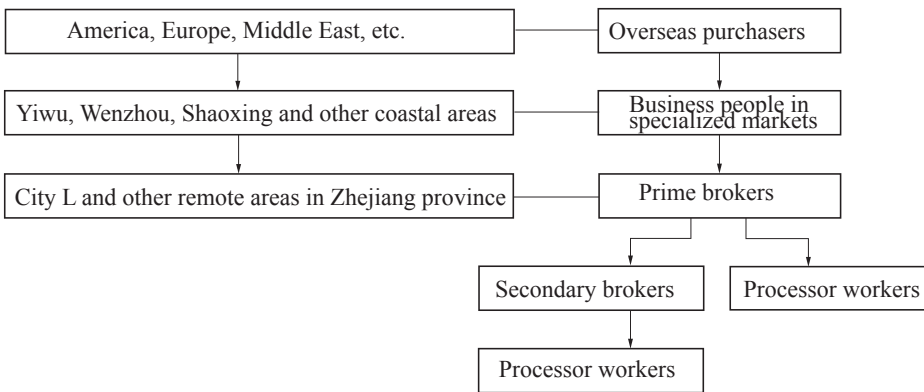 America, Europe, Middle East, etc.
Overseas purchasers
Yiwu, Wenzhou, Shaoxing and other coastal areas
Business people in
specialized markets
City L and other remote areas in Zhejiang province
Prime brokers
Secondary brokers
Processor workers
Processor workers